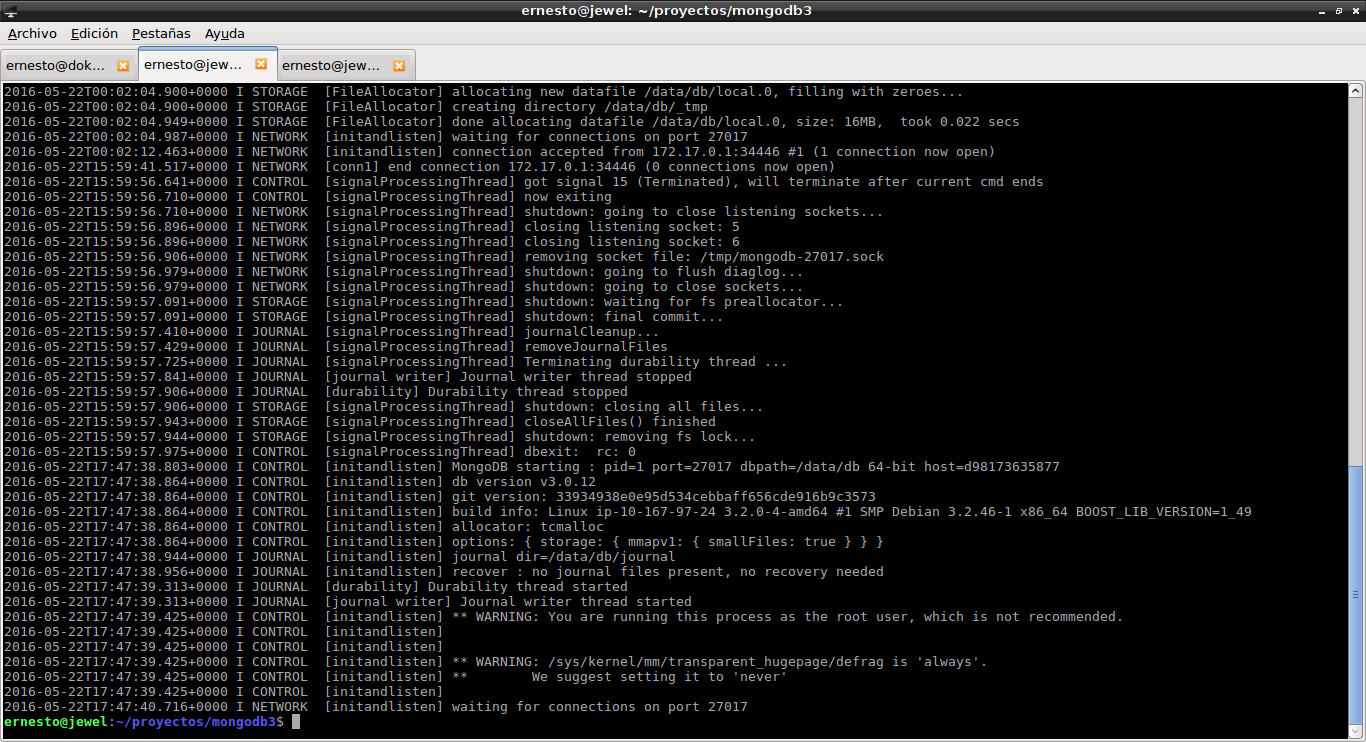 ernesto@jewel: ~/proyectos/mongodb3
Archivo Edición Pestañas Ayuda
ernesto@dok... ernesto@jew... ernesto@jew...
2016-05-22T00:02:04.900+0000 I STORAGE  [FileAllocator] allocating new datafile /data/db/local.0, filling with zeroes...
2016-05-22T00:02:04.900+0000 I STORAGE  [FileAllocator] creating directory /data/db/_tmp
2016-05-22T00:02:04.949+0000 I STORAGE  [FileAllocator] done allocating datafile /data/db/local.0, size: 16MB,  took 0.022 secs
2016-05-22T00:02:04.987+0000 I NETWORK  [initandlisten] waiting for connections on port 27017
2016-05-22T00:02:12.463+0000 I NETWORK  [initandlisten] connection accepted from 172.17.0.1:34446 #1 (1 connection now open)
2016-05-22T15:59:41.517+0000 I NETWORK  [conn1] end connection 172.17.0.1:34446 (0 connections now open)
2016-05-22T15:59:56.641+0000 I CONTROL  [signalProcessingThread] got signal 15 (Terminated), will terminate after current cmd ends
2016-05-22T15:59:56.710+0000 I CONTROL  [signalProcessingThread] now exiting
2016-05-22T15:59:56.710+0000 I NETWORK  [signalProcessingThread] shutdown: going to close listening sockets...
2016-05-22T15:59:56.896+0000 I NETWORK  [signalProcessingThread] closing listening socket: 5
2016-05-22T15:59:56.896+0000 I NETWORK  [signalProcessingThread] closing listening socket: 6
2016-05-22T15:59:56.906+0000 I NETWORK  [signalProcessingThread] removing socket file: /tmp/mongodb-27017.sock
2016-05-22T15:59:56.979+0000 I NETWORK  [signalProcessingThread] shutdown: going to flush diaglog...
2016-05-22T15:59:56.979+0000 I NETWORK  [signalProcessingThread] shutdown: going to close sockets...
2016-05-22T15:59:57.091+0000 I STORAGE  [signalProcessingThread] shutdown: waiting for fs preallocator...
2016-05-22T15:59:57.091+0000 I STORAGE  [signalProcessingThread] shutdown: final commit...
2016-05-22T15:59:57.410+0000 I JOURNAL  [signalProcessingThread] journalCleanup...
2016-05-22T15:59:57.429+0000 I JOURNAL  [signalProcessingThread] removeJournalFiles
2016-05-22T15:59:57.725+0000 I JOURNAL  [signalProcessingThread] Terminating durability thread ...
2016-05-22T15:59:57.841+0000 I JOURNAL  [journal writer] Journal writer thread stopped
2016-05-22T15:59:57.906+0000 I JOURNAL  [durability] Durability thread stopped
2016-05-22T15:59:57.906+0000 I STORAGE  [signalProcessingThread] shutdown: closing all files...
2016-05-22T15:59:57.943+0000 I STORAGE  [signalProcessingThread] closeAllFiles() finished
2016-05-22T15:59:57.944+0000 I STORAGE  [signalProcessingThread] shutdown: removing fs lock...
2016-05-22T15:59:57.975+0000 I CONTROL  [signalProcessingThread] dbexit:  rc: 0
2016-05-22T17:47:38.803+0000 I CONTROL  [initandlisten] MongoDB starting : pid=1 port=27017 dbpath=/data/db 64-bit host=d98173635877
2016-05-22T17:47:38.864+0000 I CONTROL  [initandlisten] db version v3.0.12
2016-05-22T17:47:38.864+0000 I CONTROL  [initandlisten] git version: 33934938e0e95d534cebbaff656cde916b9c3573
2016-05-22T17:47:38.864+0000 I CONTROL  [initandlisten] build info: Linux ip-10-167-97-24 3.2.0-4-amd64 #1 SMP Debian 3.2.46-1 x86_64 BOOST_LIB_VERSION=1_49
2016-05-22T17:47:38.864+0000 I CONTROL  [initandlisten] allocator: tcmalloc
2016-05-22T17:47:38.864+0000 I CONTROL  [initandlisten] options: { storage: { mmapv1: { smallFiles: true } } }
2016-05-22T17:47:38.944+0000 I JOURNAL  [initandlisten] journal dir=/data/db/journal
2016-05-22T17:47:38.956+0000 I JOURNAL  [initandlisten] recover : no journal files present, no recovery needed
2016-05-22T17:47:39.313+0000 I JOURNAL  [durability] Durability thread started
2016-05-22T17:47:39.313+0000 I JOURNAL  [journal writer] Journal writer thread started
2016-05-22T17:47:39.425+0000 I CONTROL  [initandlisten] ** WARNING: You are running this process as the root user, which is not recommended.
2016-05-22T17:47:39.425+0000 I CONTROL  [initandlisten]
2016-05-22T17:47:39.425+0000 I CONTROL  [initandlisten]
2016-05-22T17:47:39.425+0000 I CONTROL  [initandlisten] ** WARNING: /sys/kernel/mm/transparent_hugepage/defrag is 'always'.
2016-05-22T17:47:39.425+0000 I CONTROL  [initandlisten] **        We suggest setting it to 'never'
2016-05-22T17:47:39.425+0000 I CONTROL  [initandlisten]
2016-05-22T17:47:40.716+0000 I NETWORK  [initandlisten] waiting for connections on port 27017
ernesto@jewel:~/proyectos/mongodb3$